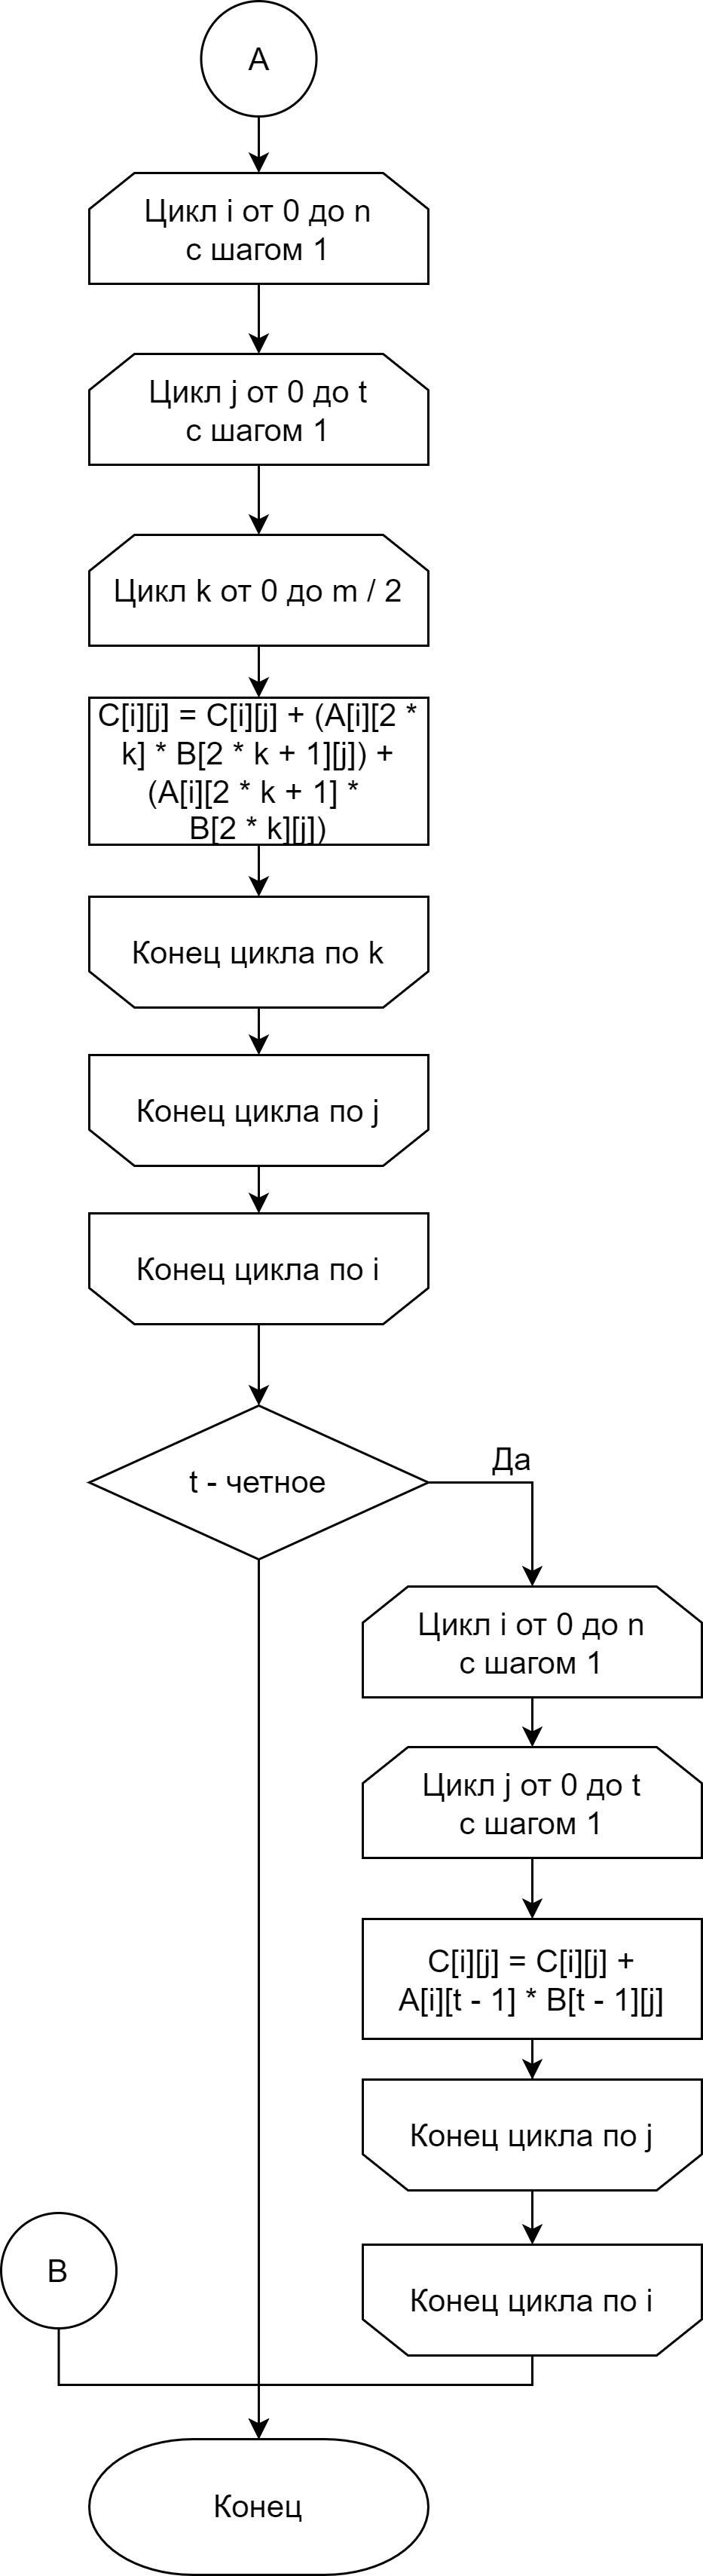 A
Цикл i от 0 до n
с шагом 1
Цикл j от 0 до t
с шагом 1
Цикл k от 0 до m / 2
C[i][j] = C[i][j] + (A[i][2 *
k] * B[2 * k + 1][j]) +
(A[i][2 * k + 1] *
B[2 * k][j])
Конец цикла по k
Конец цикла по j
Конец цикла по i
t - четное
Да
Цикл i от 0 до n
с шагом 1
Цикл j от 0 до t
с шагом 1
C[i][j] = C[i][j] +
A[i][t - 1] * B[t - 1][j]
Конец цикла по j
B
Конец цикла по i
Конец